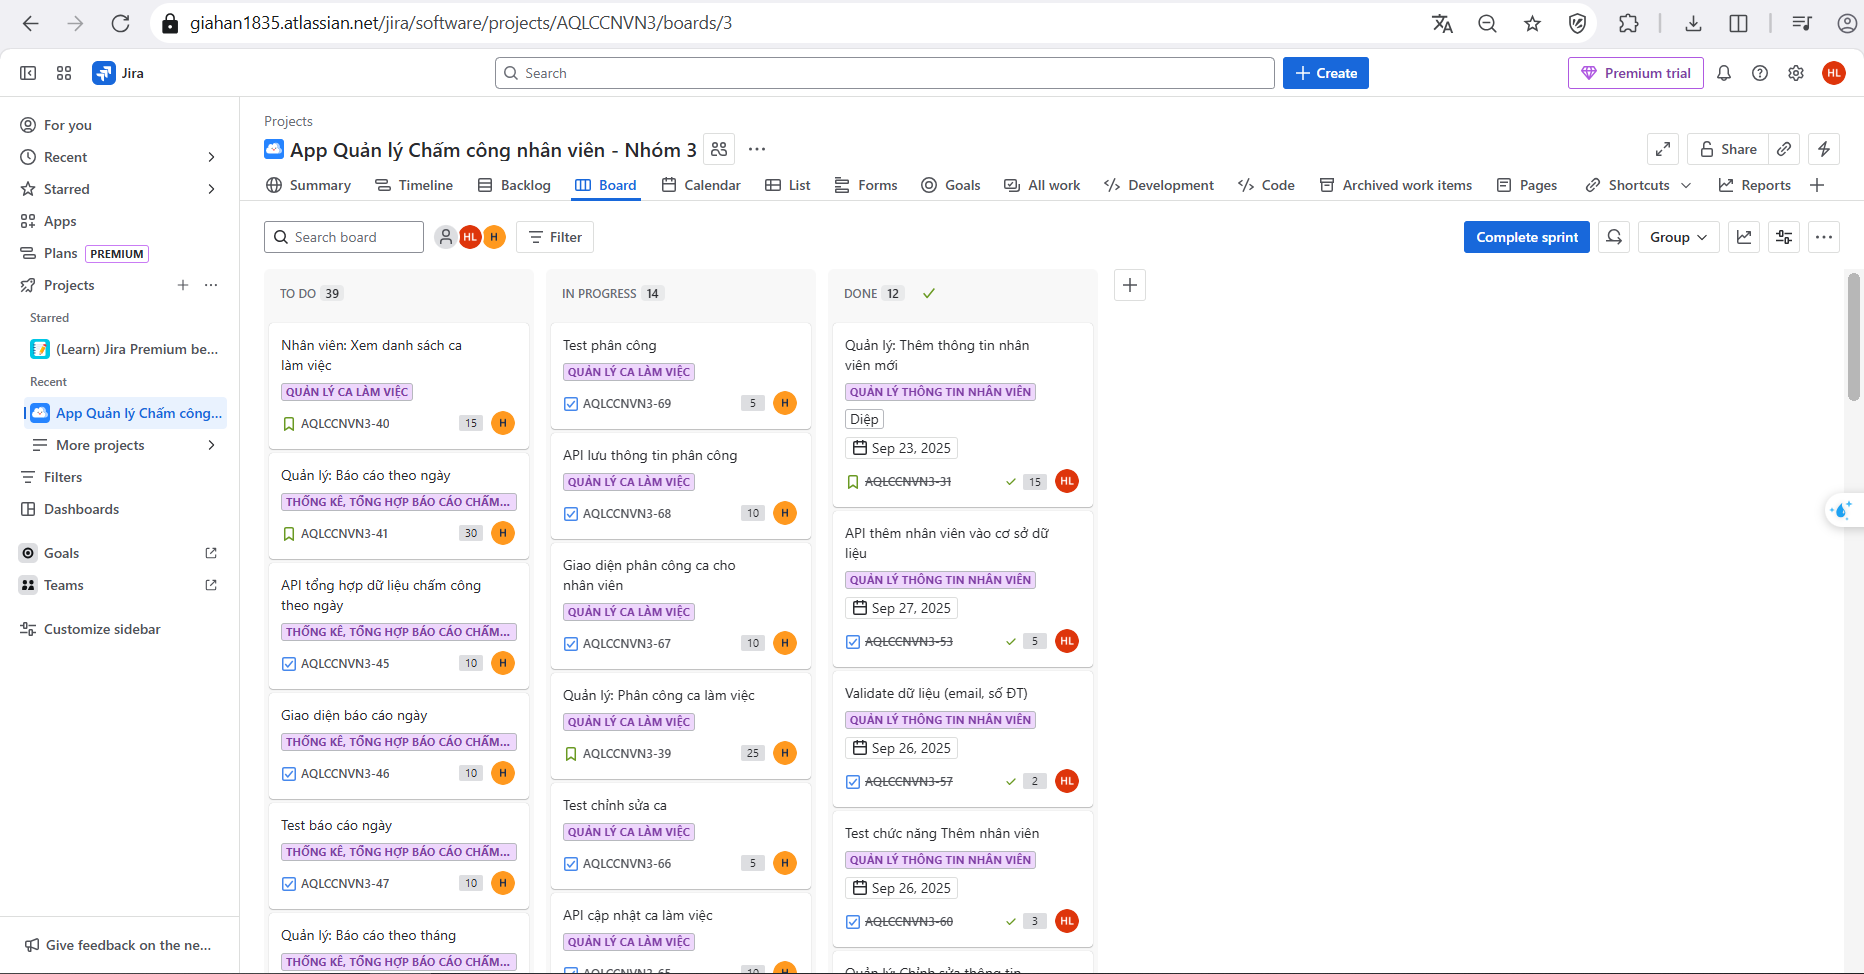 giahan1835.atlassian.net/jira/software/projects/AQLCCNVN3/boards/3
Jira
Search
Create
Premium trial
HL
For you
Recent
Starred
Apps
Plans PREMIUM
Projects
Starred
(Learn) Jira Premium be...
Recent
App Quản lý Chấm công...
More projects
Filters
Dashboards
Goals
Teams
Customize sidebar
Give feedback on the ne...
Projects
App Quản lý Chấm công nhân viên - Nhóm 3
Share
Summary
Timeline
Backlog
Board
Calendar
List
Forms
Goals
All work
Development
Code
Archived work items
Pages
Shortcuts
Reports
Search board
HL
H
Filter
Complete sprint
Group
TO DO 39
Nhân viên: Xem danh sách ca
làm việc
QUẢN LÝ CA LÀM VIỆC
AQLCCNVN3-40 15 H
Quản lý: Báo cáo theo ngày
THỐNG KÊ, TỔNG HỢP BÁO CÁO CHẤM...
AQLCCNVN3-41 30 H
API tổng hợp dữ liệu chấm công
theo ngày
THỐNG KÊ, TỔNG HỢP BÁO CÁO CHẤM...
AQLCCNVN3-45 10 H
Giao diện báo cáo ngày
THỐNG KÊ, TỔNG HỢP BÁO CÁO CHẤM...
AQLCCNVN3-46 10 H
Test báo cáo ngày
THỐNG KÊ, TỔNG HỢP BÁO CÁO CHẤM...
AQLCCNVN3-47 10 H
Quản lý: Báo cáo theo tháng
THỐNG KÊ, TỔNG HỢP BÁO CÁO CHẤM...
IN PROGRESS 14
Test phân công
QUẢN LÝ CA LÀM VIỆC
AQLCCNVN3-69 5 H
API lưu thông tin phân công
QUẢN LÝ CA LÀM VIỆC
AQLCCNVN3-68 10 H
Giao diện phân công ca cho
nhân viên
QUẢN LÝ CA LÀM VIỆC
AQLCCNVN3-67 10 H
Quản lý: Phân công ca làm việc
QUẢN LÝ CA LÀM VIỆC
AQLCCNVN3-39 25 H
Test chỉnh sửa ca
QUẢN LÝ CA LÀM VIỆC
AQLCCNVN3-66 5 H
API cập nhật ca làm việc
QUẢN LÝ CA LÀM VIỆC
AQLCCNVN3-65 10 H
DONE 12
Quản lý: Thêm thông tin nhân
viên mới
QUẢN LÝ THÔNG TIN NHÂN VIÊN
Diệp
Sep 23, 2025
AQLCCNVN3-31 15 HL
API thêm nhân viên vào cơ sở dữ
liệu
QUẢN LÝ THÔNG TIN NHÂN VIÊN
Sep 27, 2025
AQLCCNVN3-53 5 HL
Validate dữ liệu (email, số ĐT)
QUẢN LÝ THÔNG TIN NHÂN VIÊN
Sep 26, 2025
AQLCCNVN3-57 2 HL
Test chức năng Thêm nhân viên
QUẢN LÝ THÔNG TIN NHÂN VIÊN
Sep 26, 2025
AQLCCNVN3-60 3 HL
Quản lý: Chỉnh sửa thông tin